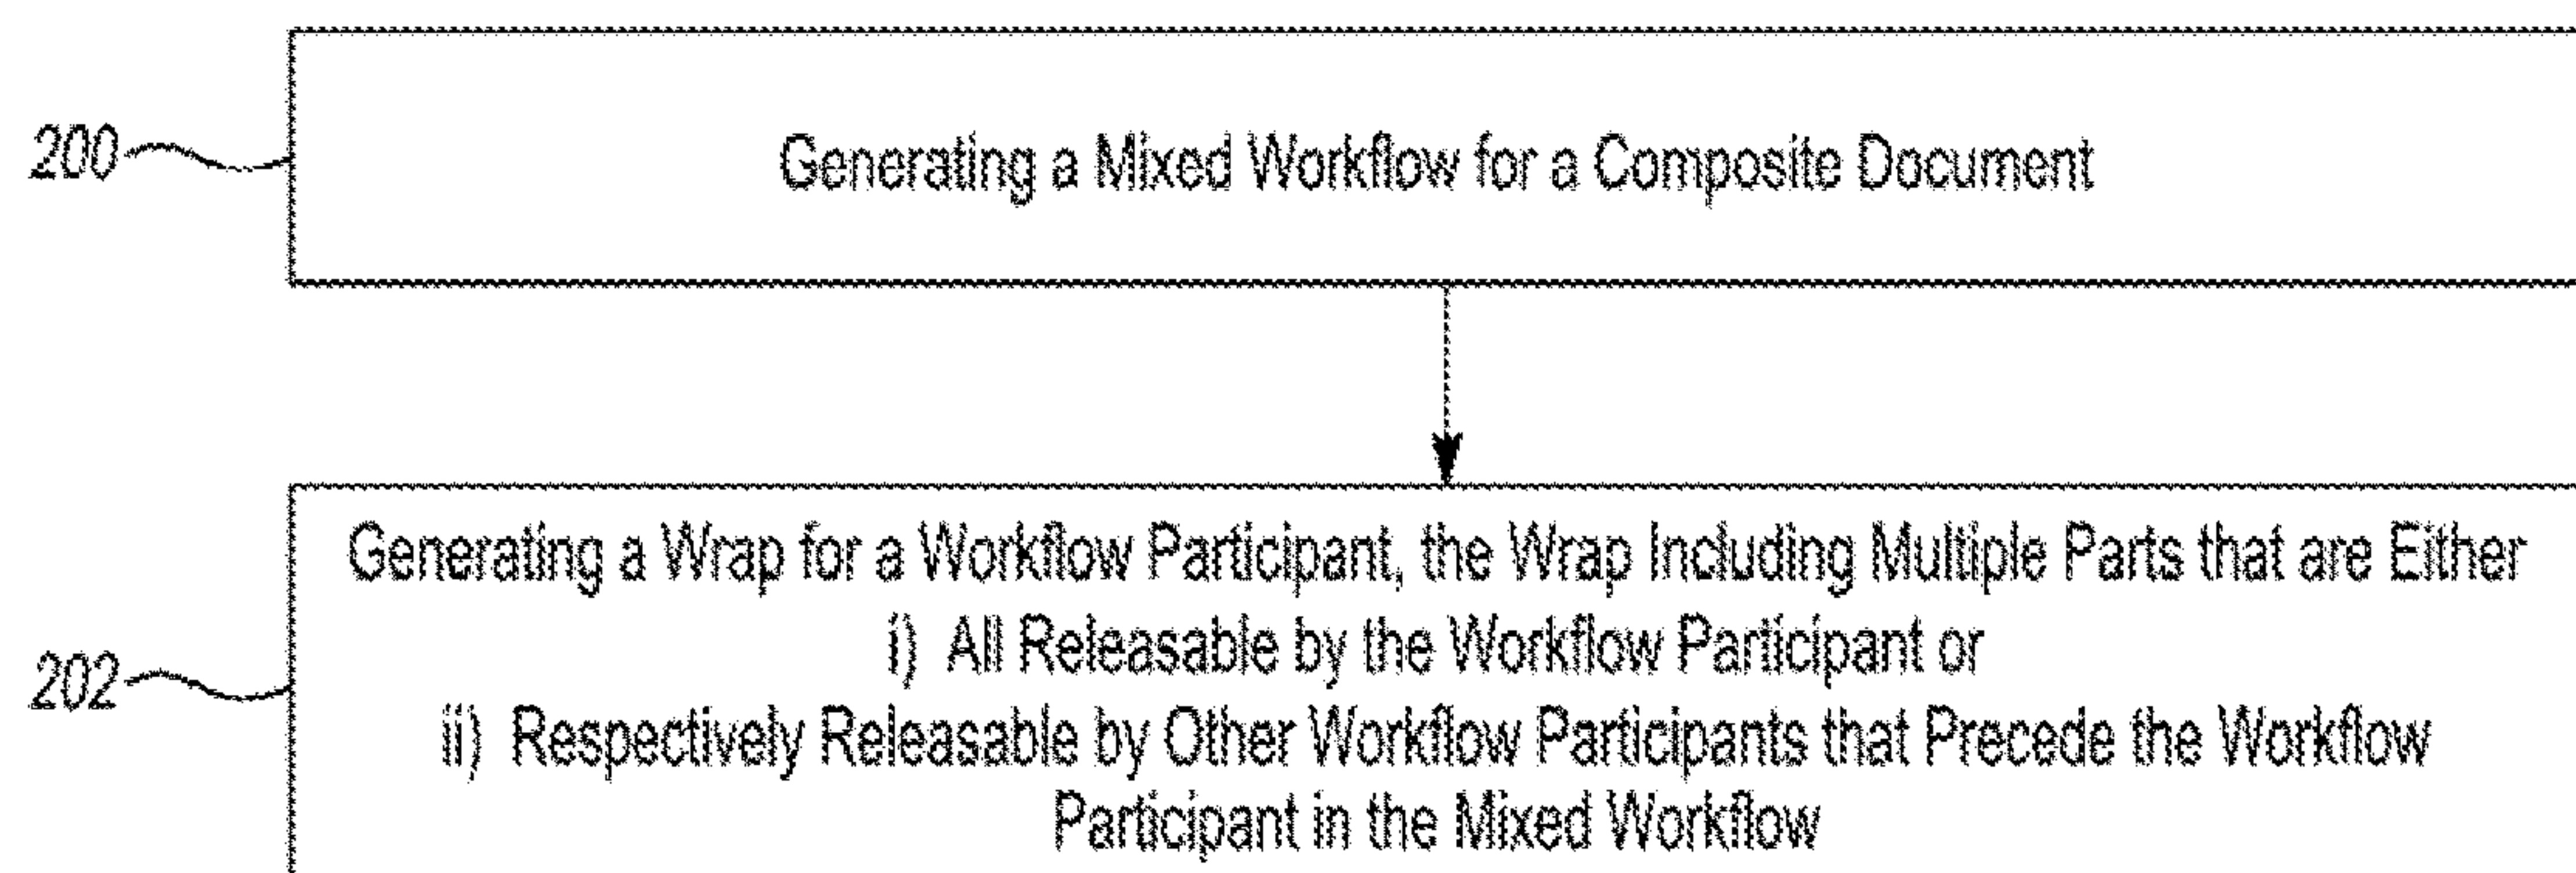 200
Generating a Mixed Workflow for a Composite Document
202
Generating a Wrap for a Workflow Participant, the Wrap Including Multiple Parts that are Either
i) All Releasable by the Workflow Participant or
ii) Respectively Releasable by Other Workflow Participants that Precede the Workflow
Participant in the Mixed Workflow